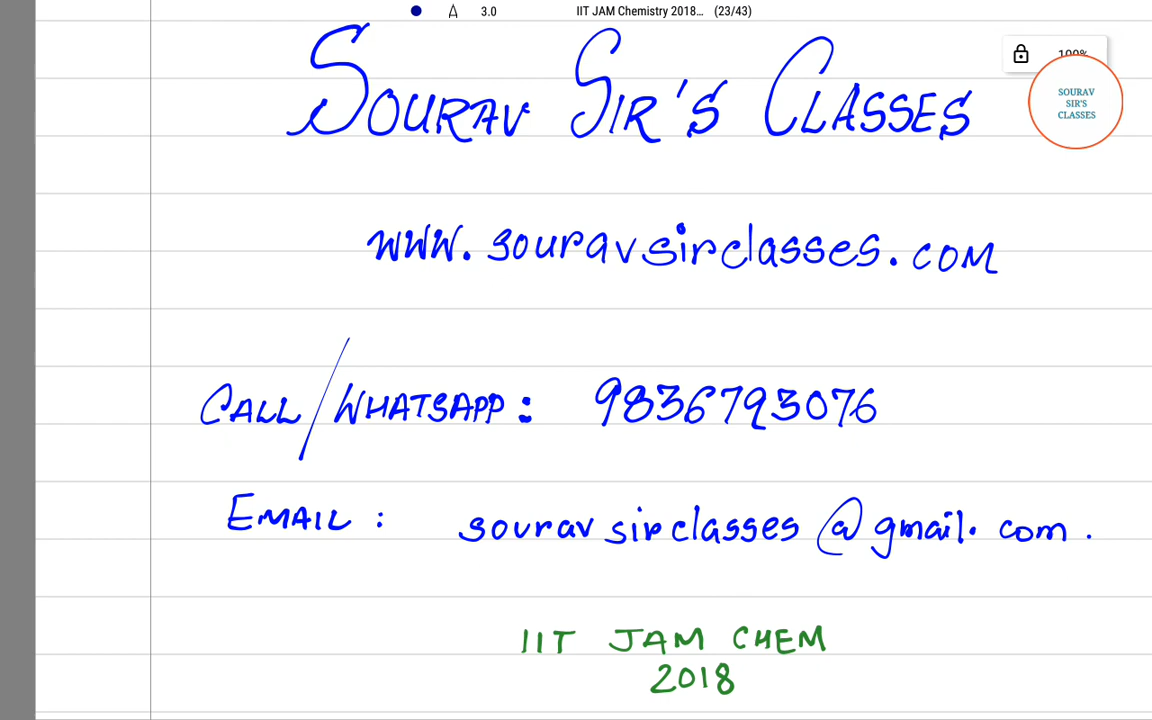 3.0 IIT JAM Chemistry 2018... (23/43)
SOURAV SIR'S CLASSES
100%
SOURAV
SIR'S
CLASSES
www.souravsirclasses.com
CALL/WHATSAPP: 9836793076
EMAIL: souravsirclasses@gmail.com.
IIT JAM CHEM
2018